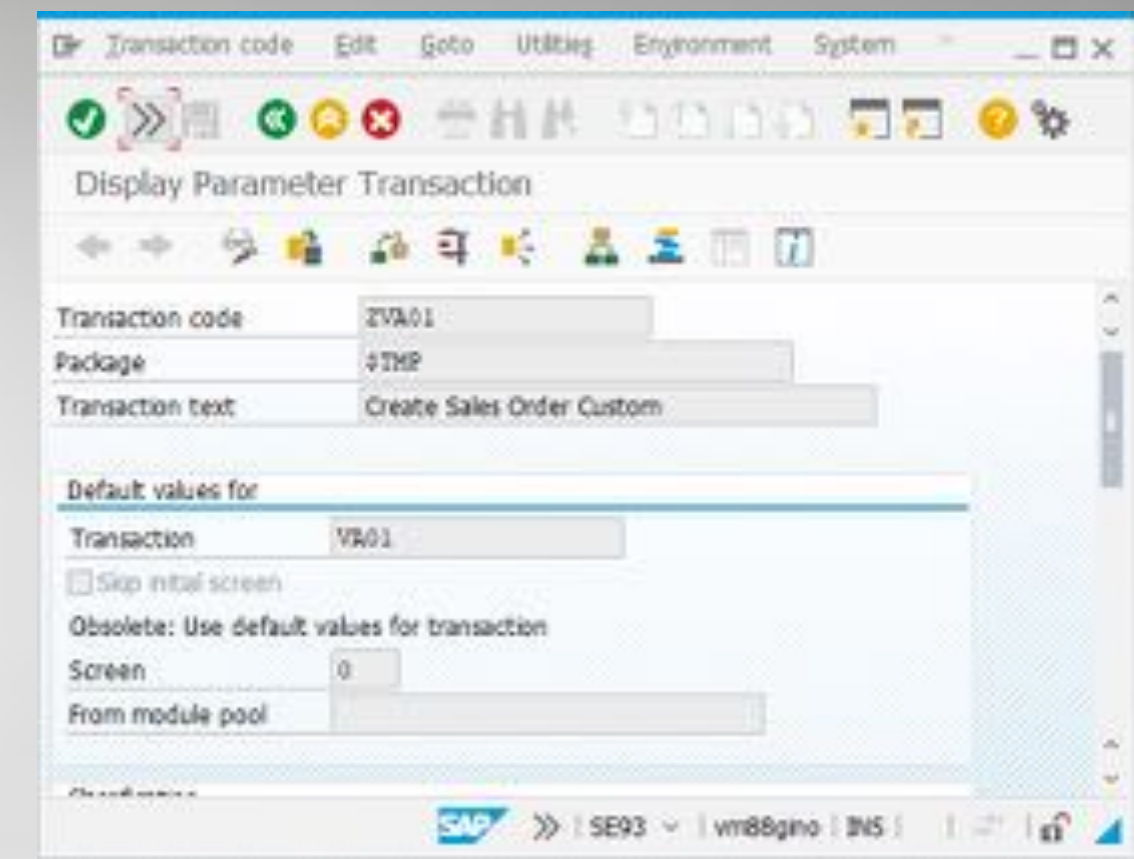 Transaction code Edit Goto Utilities Environment System
Display Parameter Transaction
Transaction code ZVA01
Package $TMP
Transaction text Create Sales Order Custom
Default values for
Transaction VA01
Skip initial screen
Obsolete: Use default values for transaction
Screen 0
From module pool
SAP SE93 vm88gino INS